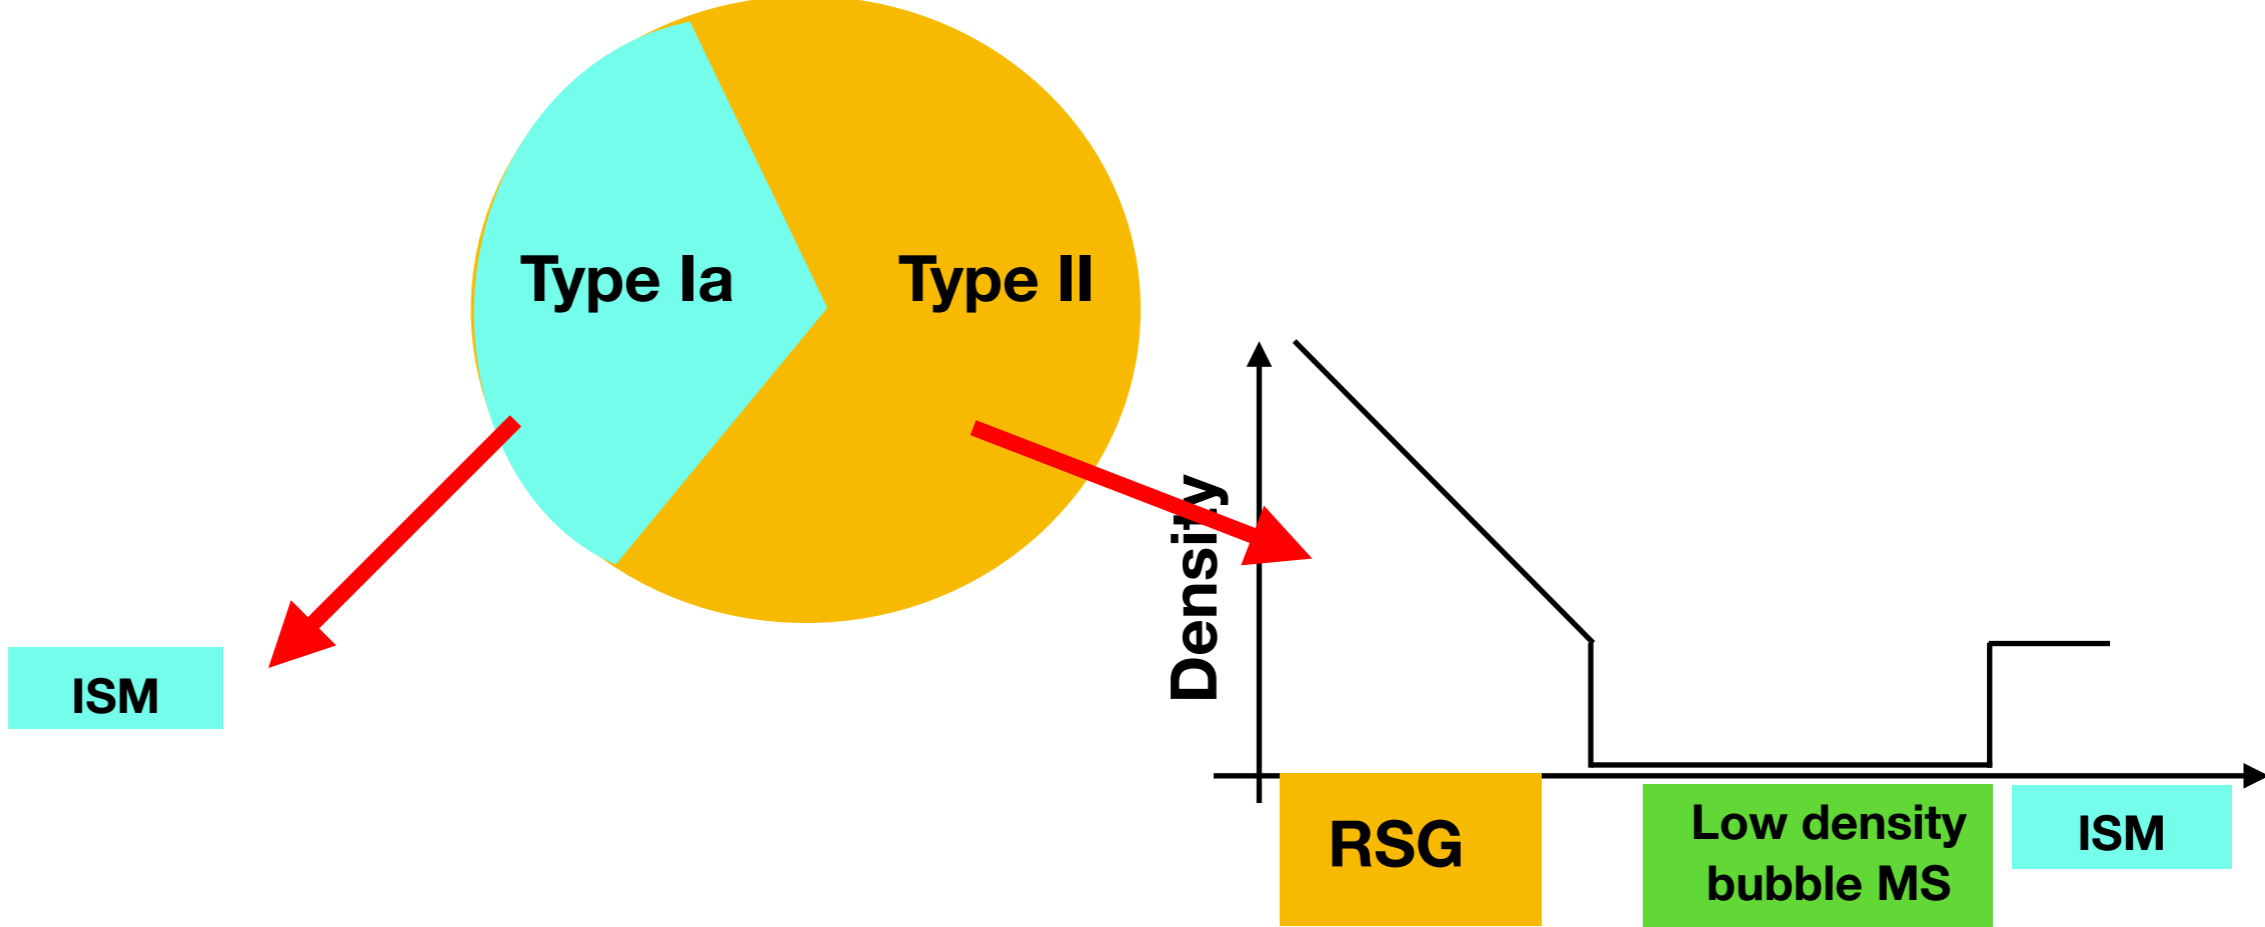 Type Ia
Type II
Density
ISM
RSG
Low density
bubble MS
ISM